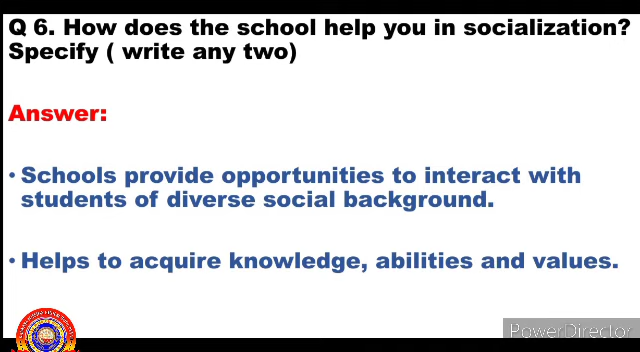 Q 6. How does the school help you in socialization?
Specify ( write any two)
Answer:
• Schools provide opportunities to interact with
students of diverse social background.
• Helps to acquire knowledge, abilities and values.
PowerDirector